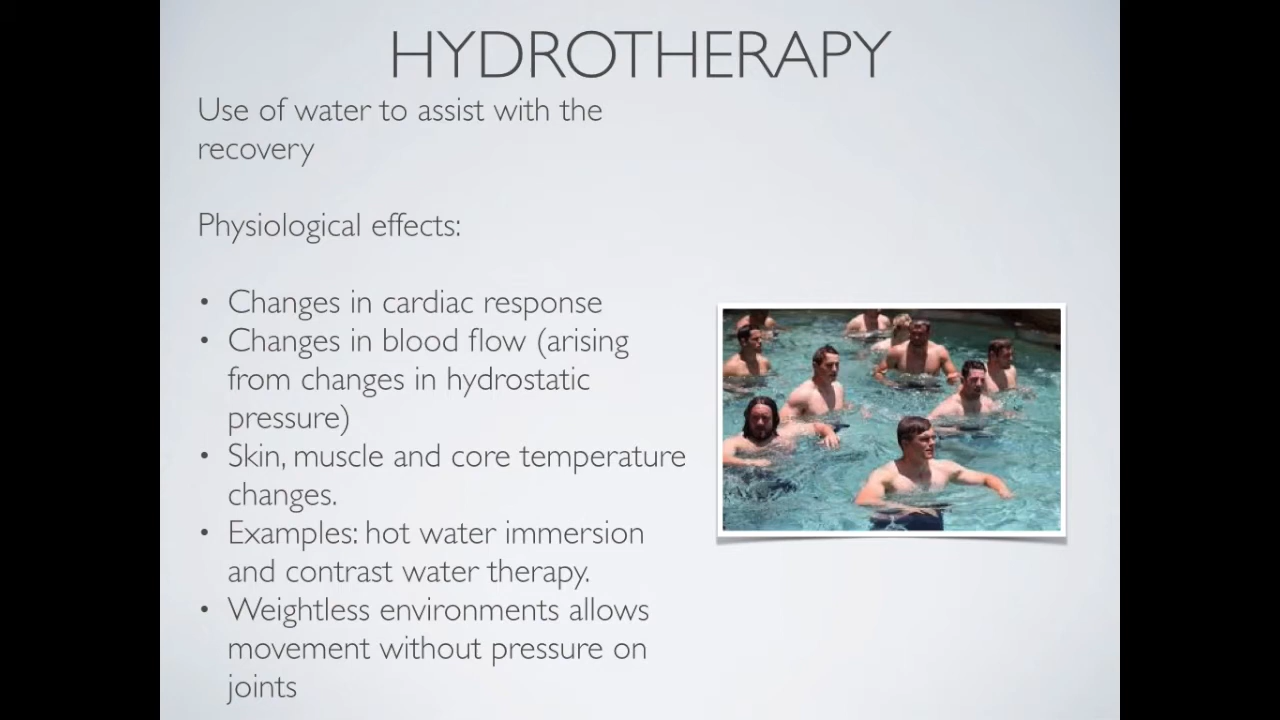 HYDROTHERAPY
Use of water to assist with the
recovery
Physiological effects:
• Changes in cardiac response
• Changes in blood flow (arising
from changes in hydrostatic
pressure)
• Skin, muscle and core temperature
changes.
• Examples: hot water immersion
and contrast water therapy.
• Weightless environments allows
movement without pressure on
joints